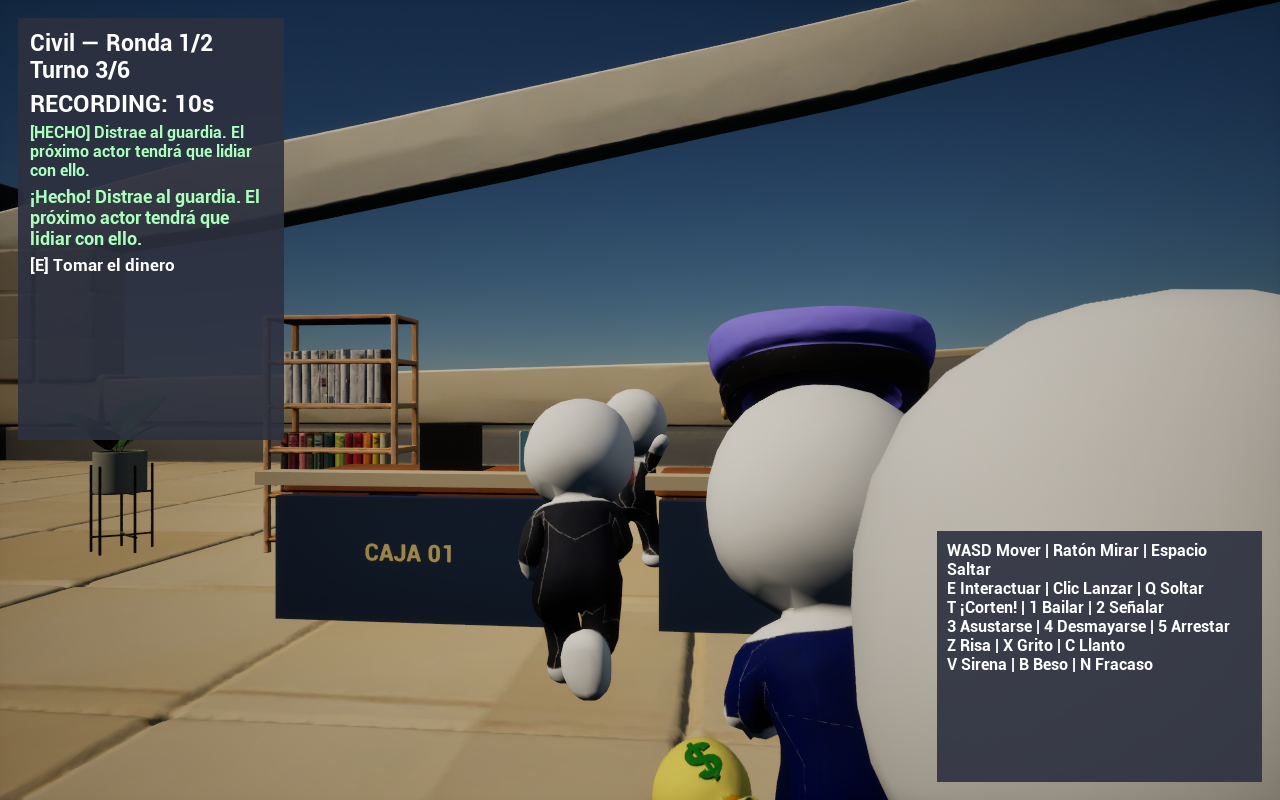 Civil — Ronda 1/2
Turno 3/6
RECORDING: 10s
[HECHO] Distrae al guardia. El
próximo actor tendrá que lidiar
con ello.
¡Hecho! Distrae al guardia. El
próximo actor tendrá que
lidiar con ello.
[E] Tomar el dinero
CAJA 01
$
WASD Mover | Ratón Mirar | Espacio
Saltar
E Interactuar | Clic Lanzar | Q Soltar
T ¡Corten! | 1 Bailar | 2 Señalar
3 Asustarse | 4 Desmayarse | 5 Arrestar
Z Risa | X Grito | C Llanto
V Sirena | B Beso | N Fracaso